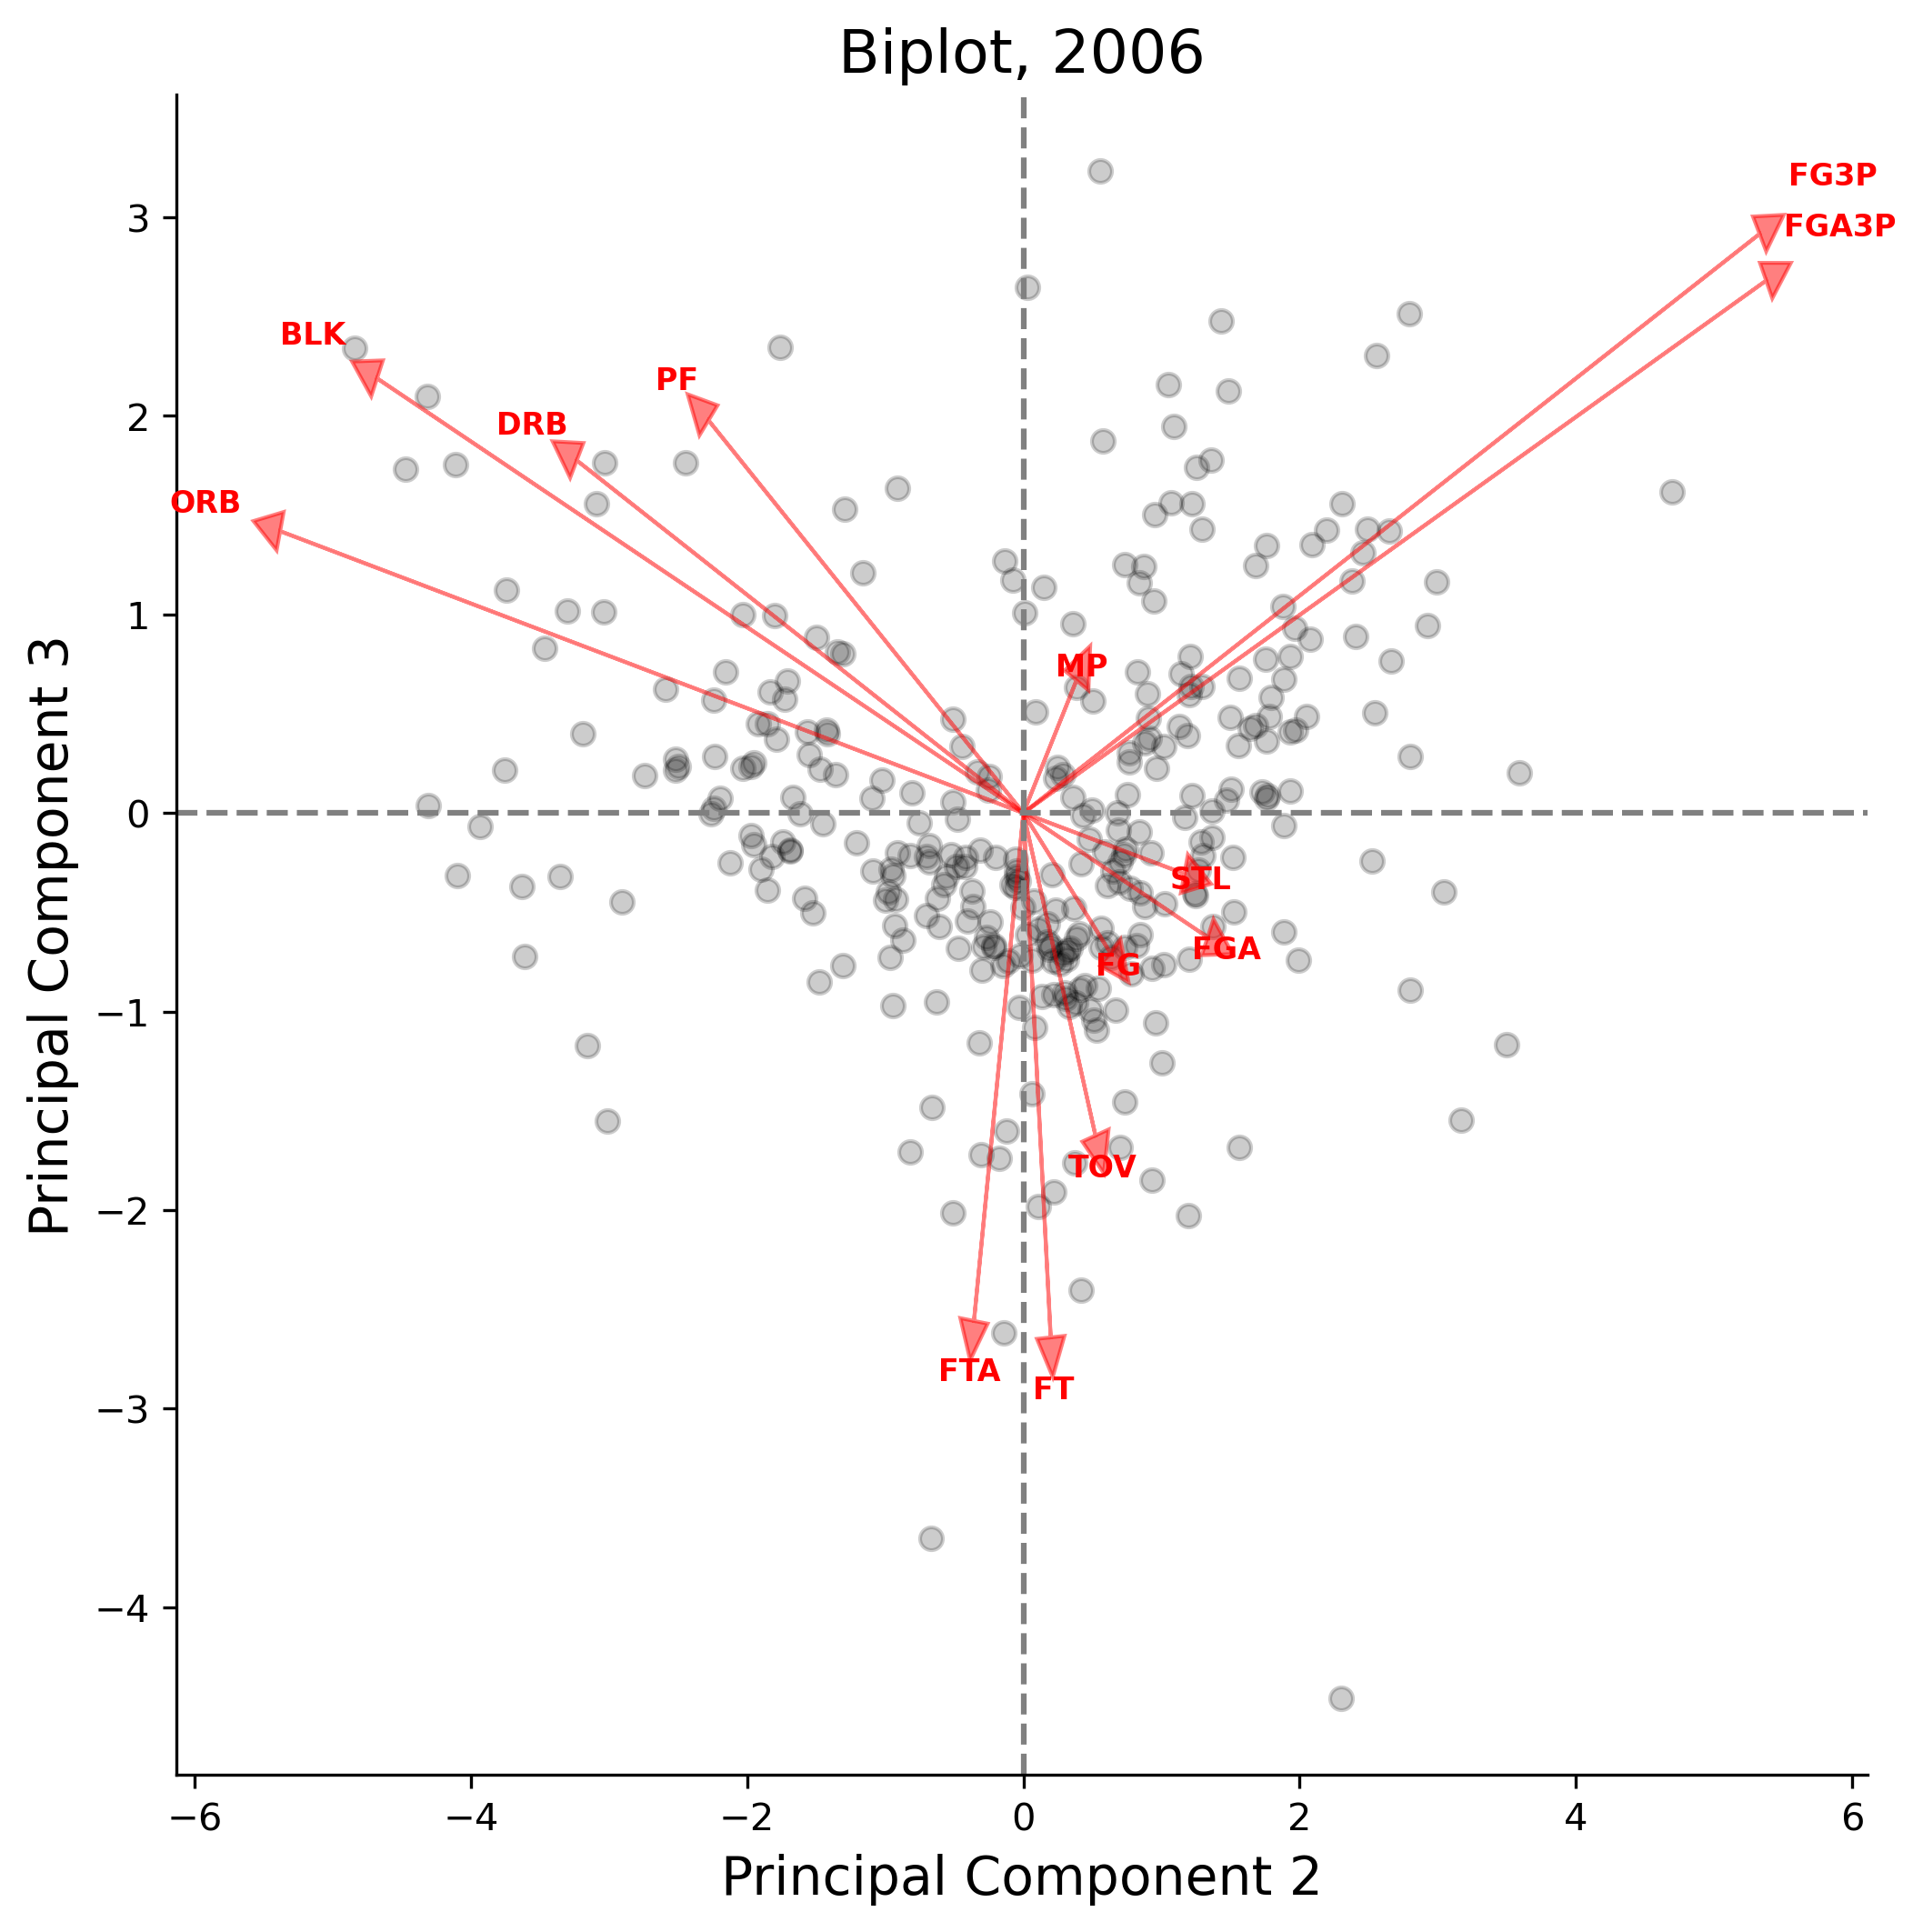 Biplot, 2006
FG3P
FGA3P
BLK
PF
DRB
ORB
MP
STL
FGA
FG
TOV
FTA
FT
3
2
1
0
−1
−2
−3
−4
−6 −4 −2 0 2 4 6
Principal Component 3
Principal Component 2